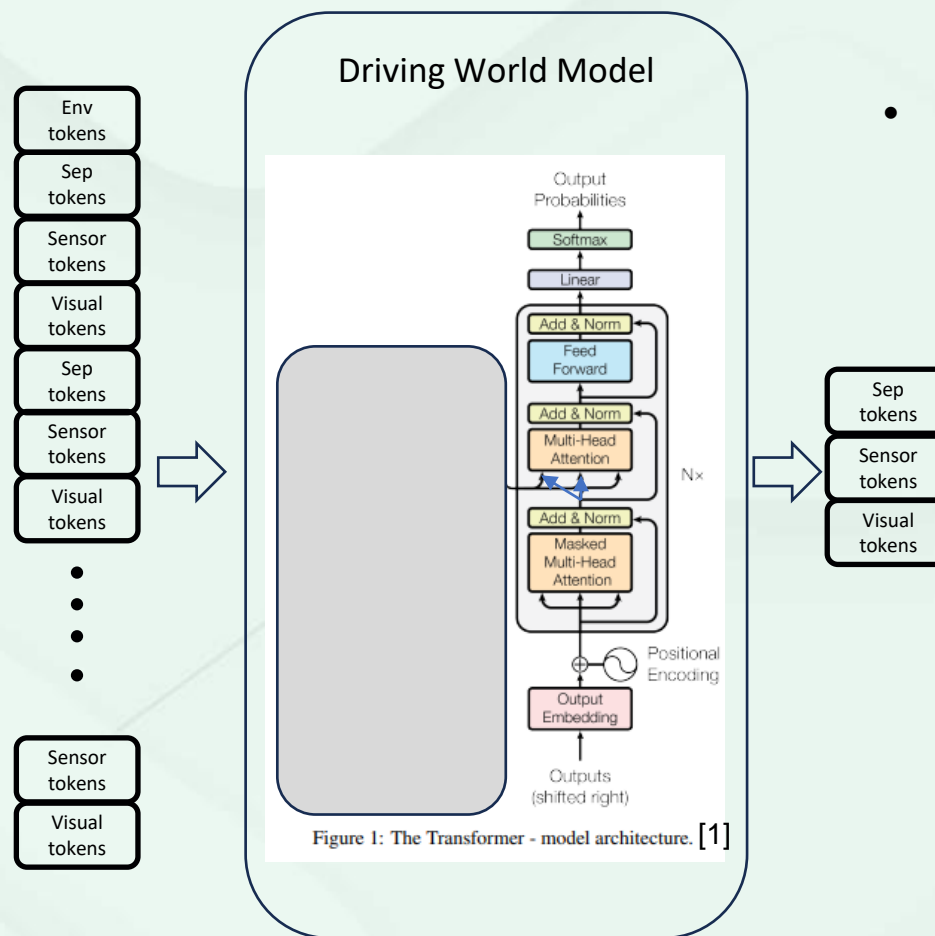 Driving World Model
Env
tokens
Sep
tokens
Sensor
tokens
Visual
tokens
Sep
tokens
Sensor
tokens
Visual
tokens
Sensor
tokens
Visual
tokens
Output
Probabilities
Softmax
Linear
Add & Norm
Feed
Forward
Add & Norm
Multi-Head
Attention
N×
Add & Norm
Masked
Multi-Head
Attention
Positional
Encoding
Output
Embedding
Outputs
(shifted right)
Figure 1: The Transformer - model architecture. [1]
Sep
tokens
Sensor
tokens
Visual
tokens